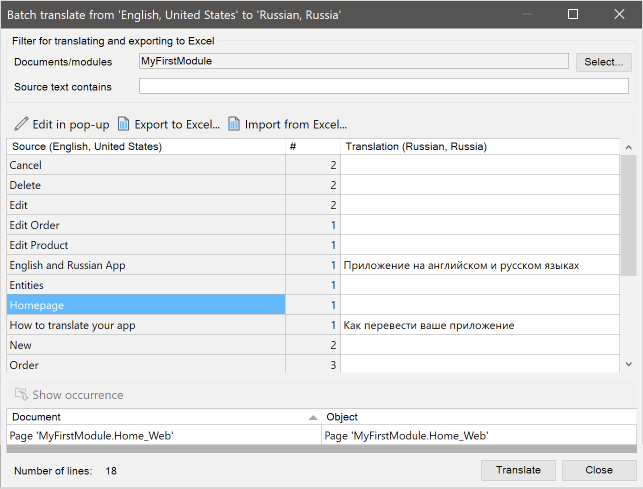 Batch translate from 'English, United States' to 'Russian, Russia'
Filter for translating and exporting to Excel
Documents/modules MyFirstModule Select...
Source text contains
Edit in pop-up Export to Excel... Import from Excel...
Source (English, United States) # Translation (Russian, Russia)
Cancel 2
Delete 2
Edit 2
Edit Order 1
Edit Product 1
English and Russian App 1 Приложение на английском и русском языках
Entities 1
Homepage 1
How to translate your app 1 Как перевести ваше приложение
New 2
Order 3
Show occurrence
Document Object
Page 'MyFirstModule.Home_Web' Page 'MyFirstModule.Home_Web'
Number of lines: 18 Translate Close